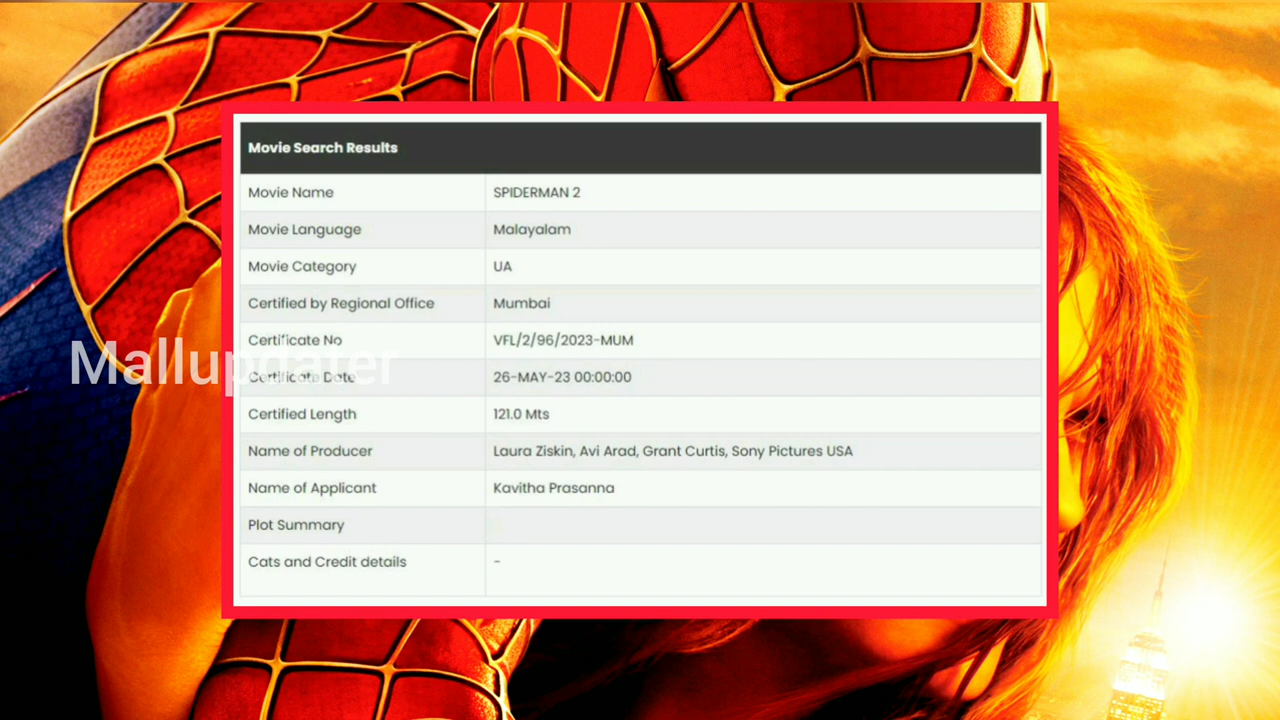 Movie Search Results
Movie Name SPIDERMAN 2
Movie Language Malayalam
Movie Category UA
Certified by Regional Office Mumbai
Certificate No VFL/2/96/2023-MUM
Mallupdater
Certificate Date 26-MAY-23 00:00:00
Certified Length 121.0 Mts
Name of Producer Laura Ziskin, Avi Arad, Grant Curtis, Sony Pictures USA
Name of Applicant Kavitha Prasanna
Plot Summary
Cats and Credit details -